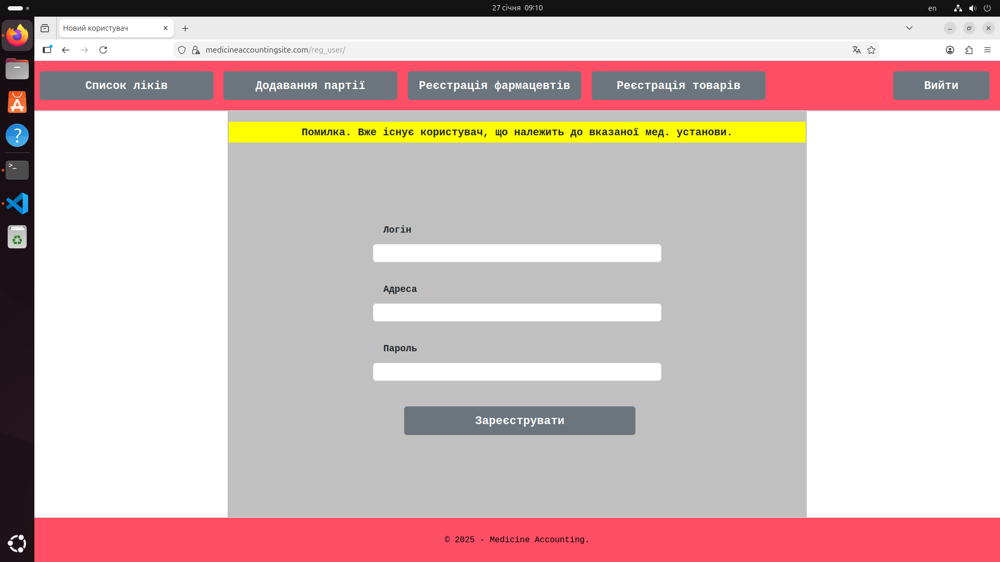 27 січня 09:10
en
Новий користувач
medicineaccountingsite.com/reg_user/
Список ліків
Додавання партії
Реєстрація фармацевтів
Реєстрація товарів
Вийти
Помилка. Вже існує користувач, що належить до вказаної мед. установи.
Логін
Адреса
Пароль
Зареєструвати
© 2025 - Medicine Accounting.